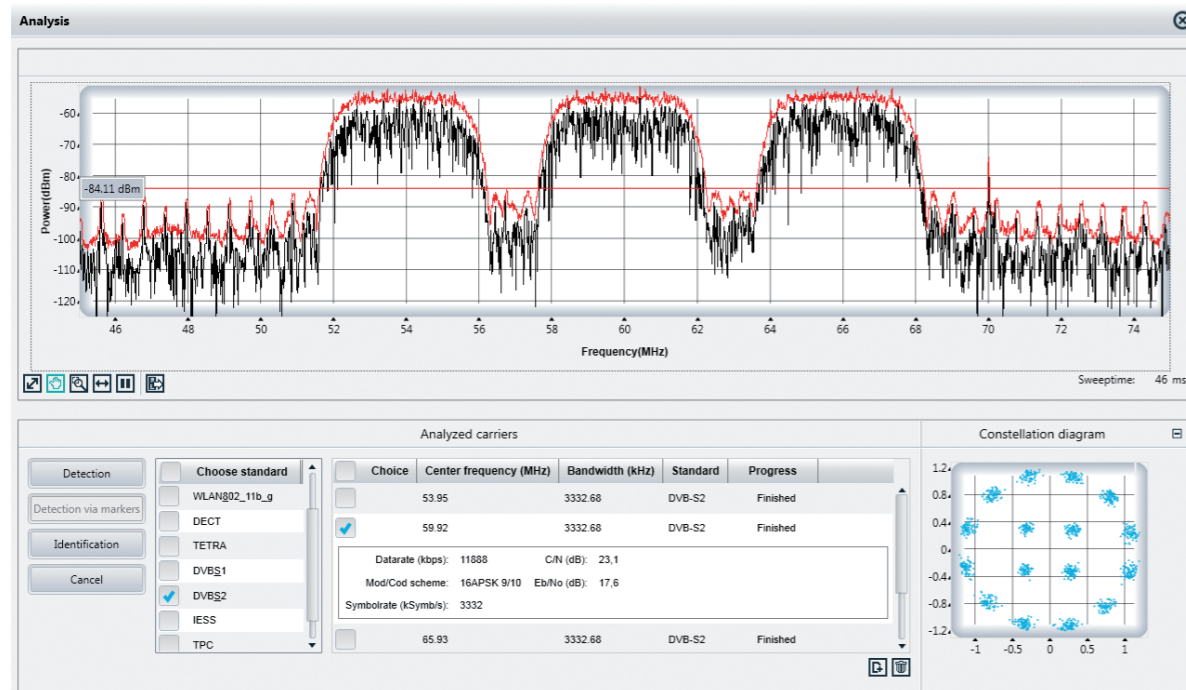 Analysis
-60
-70
-80
-84.11 dBm
-90
-100
-110
-120
Power(dBm)
46 48 50 52 54 56 58 60 62 64 66 68 70 72 74
Frequency(MHz)
Sweeptime: 46 ms
Analyzed carriers
Constellation diagram
Detection
Detection via markers
Identification
Cancel
Choose standard
WLAN802_11b_g
DECT
TETRA
DVBS1
DVBS2
IESS
TPC
Choice Center frequency (MHz) Bandwidth (kHz) Standard Progress
53.95 3332.68 DVB-S2 Finished
59.92 3332.68 DVB-S2 Finished
Datarate (kbps): 11888 C/N (dB): 23,1
Mod/Cod scheme: 16APSK 9/10 Eb/No (dB): 17,6
Symbolrate (kSymb/s): 3332
65.93 3332.68 DVB-S2 Finished
1.2
0.8
0.4
0
-0.4
-0.8
-1.2
-1 -0.5 0 0.5 1